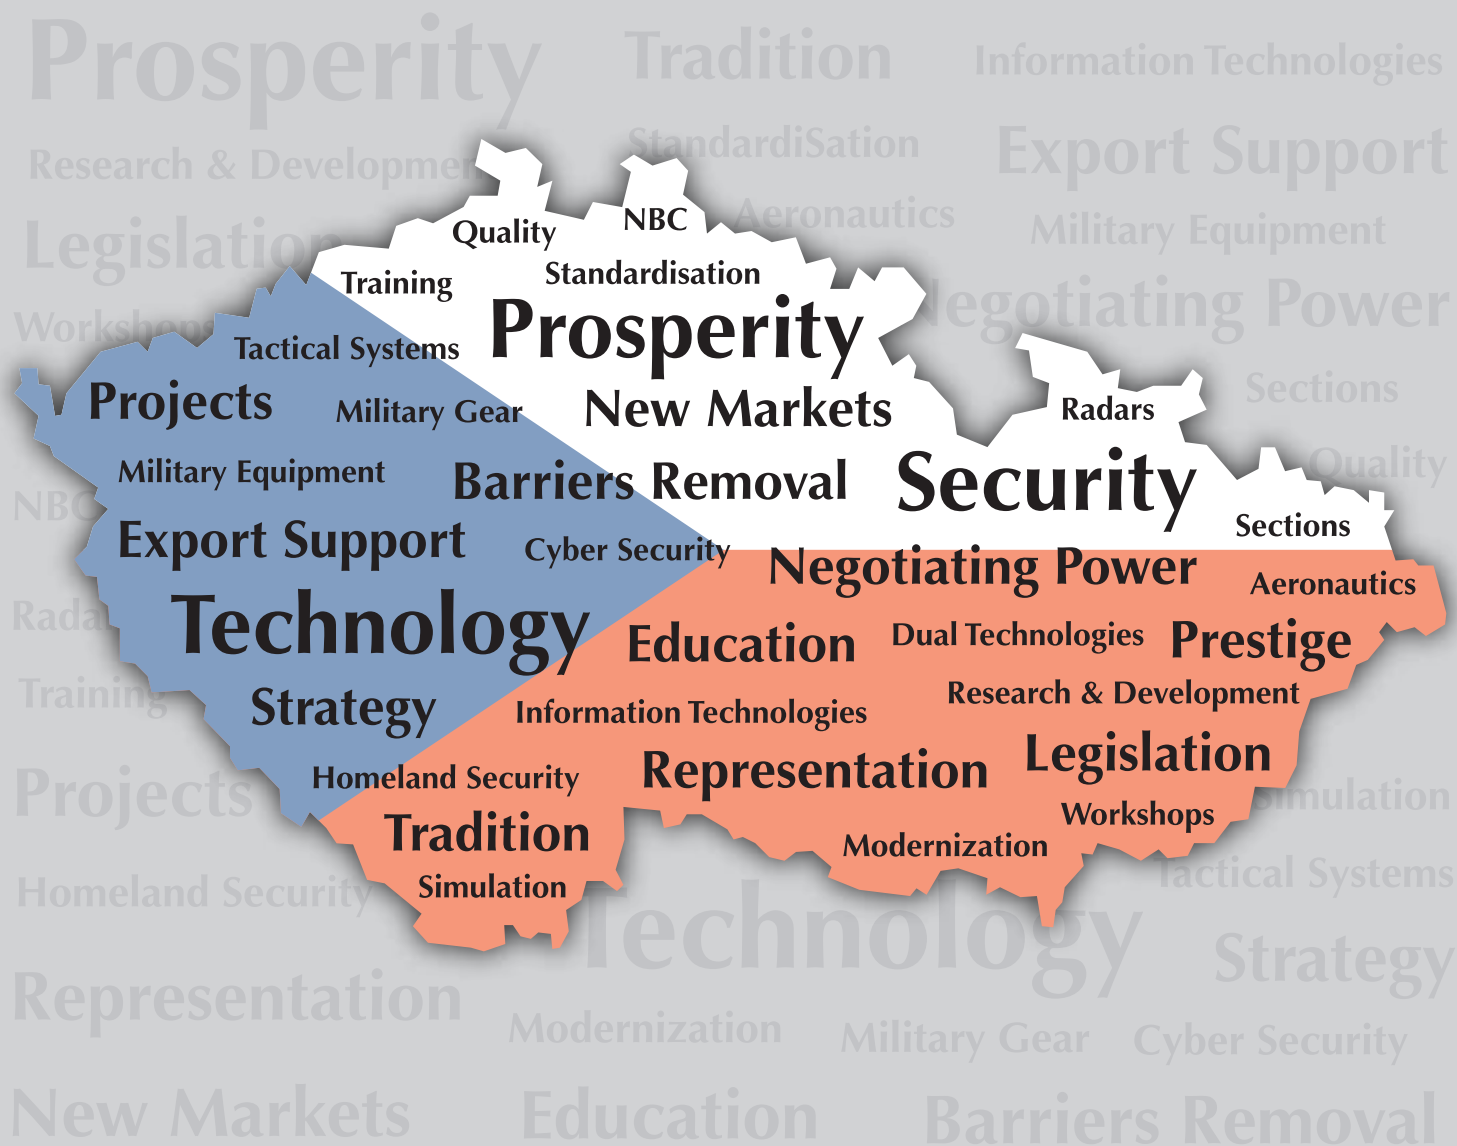 Prosperity
Tradition
Information Technologies
StandardiSation
Export Support
Research & Developmen
Aeronautics
Military Equipment
Legislation
Negotiating Power
Workshops
Sections
Quality
NBC
Rada
Training
Projects
Simulation
Homeland Security
Tactical Systems
Technology
Strategy
Representation
Modernization
Military Gear
Cyber Security
New Markets
Education
Barriers Removal
Quality
NBC
Training
Standardisation
Prosperity
Tactical Systems
Projects
Military Gear
New Markets
Radars
Military Equipment
Barriers Removal
Security
Sections
Export Support
Cyber Security
Negotiating Power
Aeronautics
Technology
Education
Dual Technologies
Prestige
Strategy
Information Technologies
Research & Development
Homeland Security
Representation
Legislation
Tradition
Modernization
Workshops
Simulation